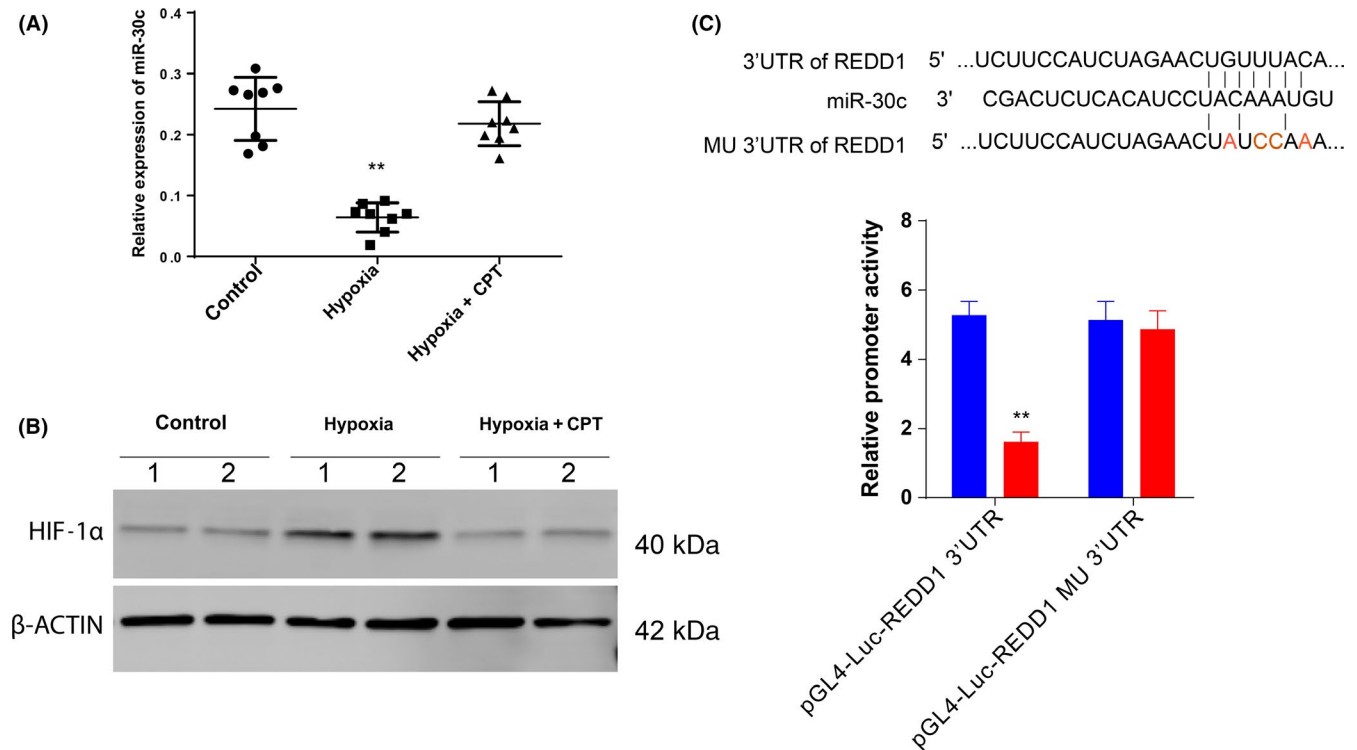 (A)
Relative expression of miR-30c
0.4
0.3
0.2
0.1
0.0
**
Control
Hypoxia
Hypoxia + CPT
(B)
Control Hypoxia Hypoxia + CPT
1 2 1 2 1 2
HIF-1α 40 kDa
β-ACTIN 42 kDa
(C)
3'UTR of REDD1 5' ...UCUUCCAUCUAGAACUGUUUACA...
miR-30c 3' CGACUCUCACAUCCUACAAAUGU
MU 3'UTR of REDD1 5' ...UCUUCCAUCUAGAACUAUCCAAA...
Relative promoter activity
8
6
4
2
0
**
pGL4-Luc-REDD1 3'UTR
pGL4-Luc-REDD1 MU 3'UTR